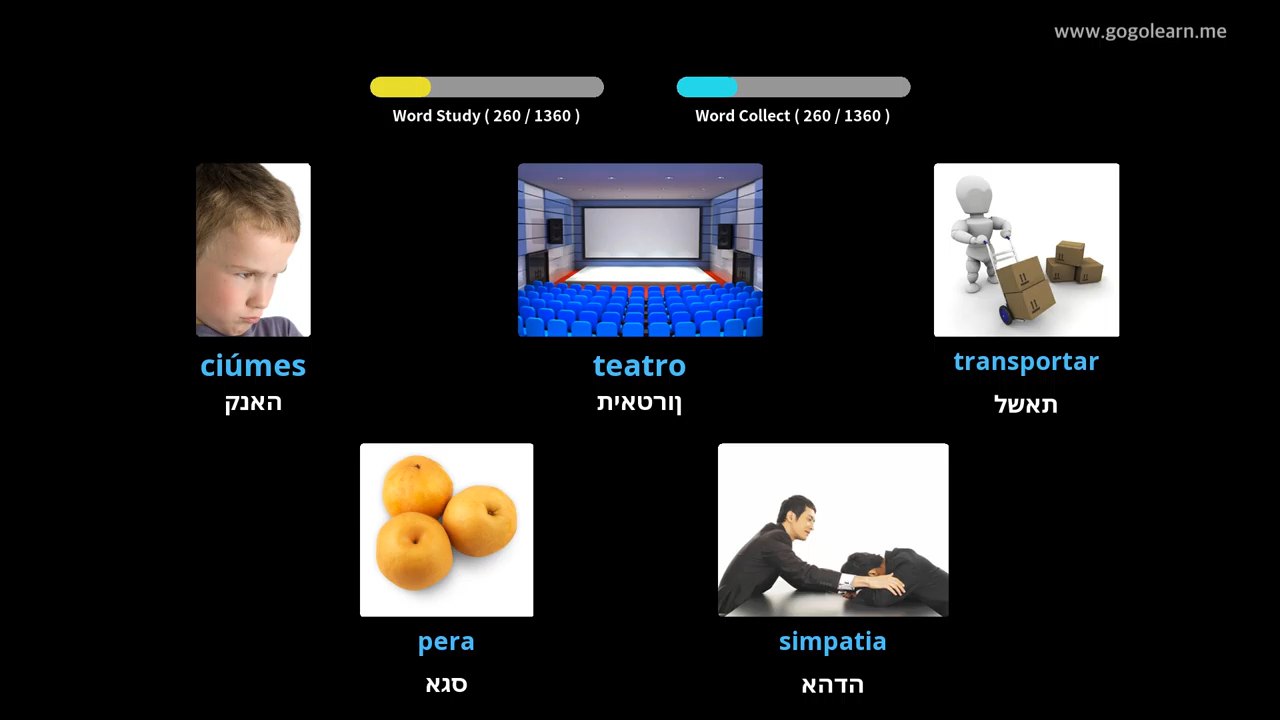 www.gogolearn.me
Word Study ( 260 / 1360 )
Word Collect ( 260 / 1360 )
ciúmes
האנק
teatro
ןורטאית
transportar
תאשל
pera
סגא
simpatia
הדהא